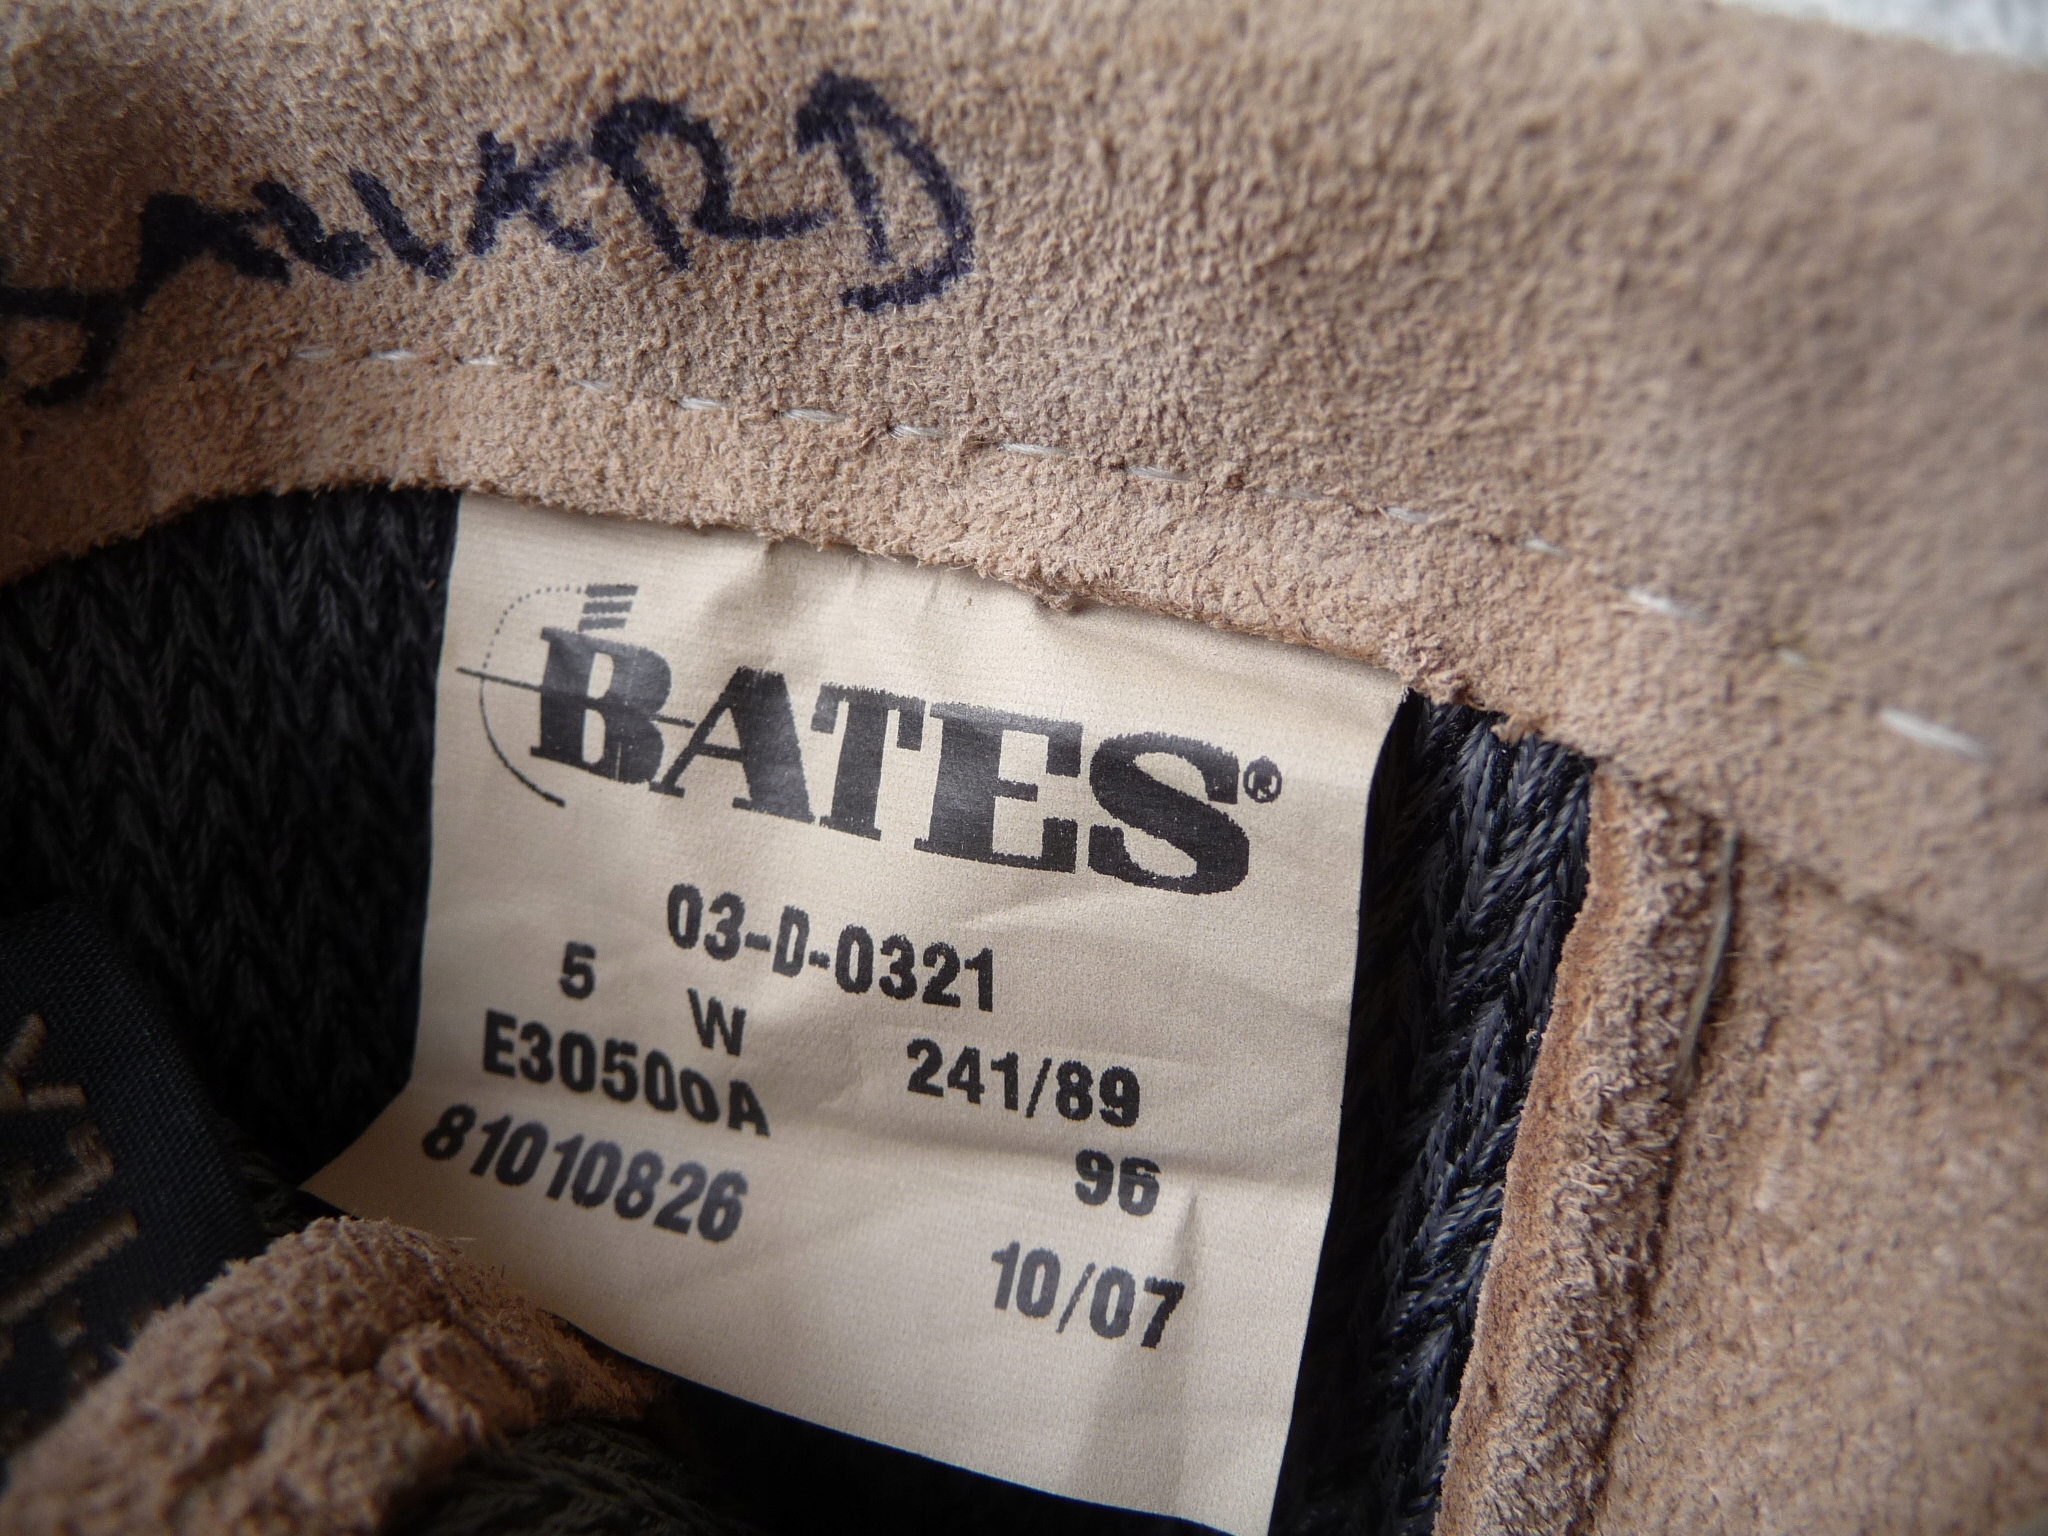 BATES®
03-D-0321
5 W 241/89
E30500A 96
81010826 10/07